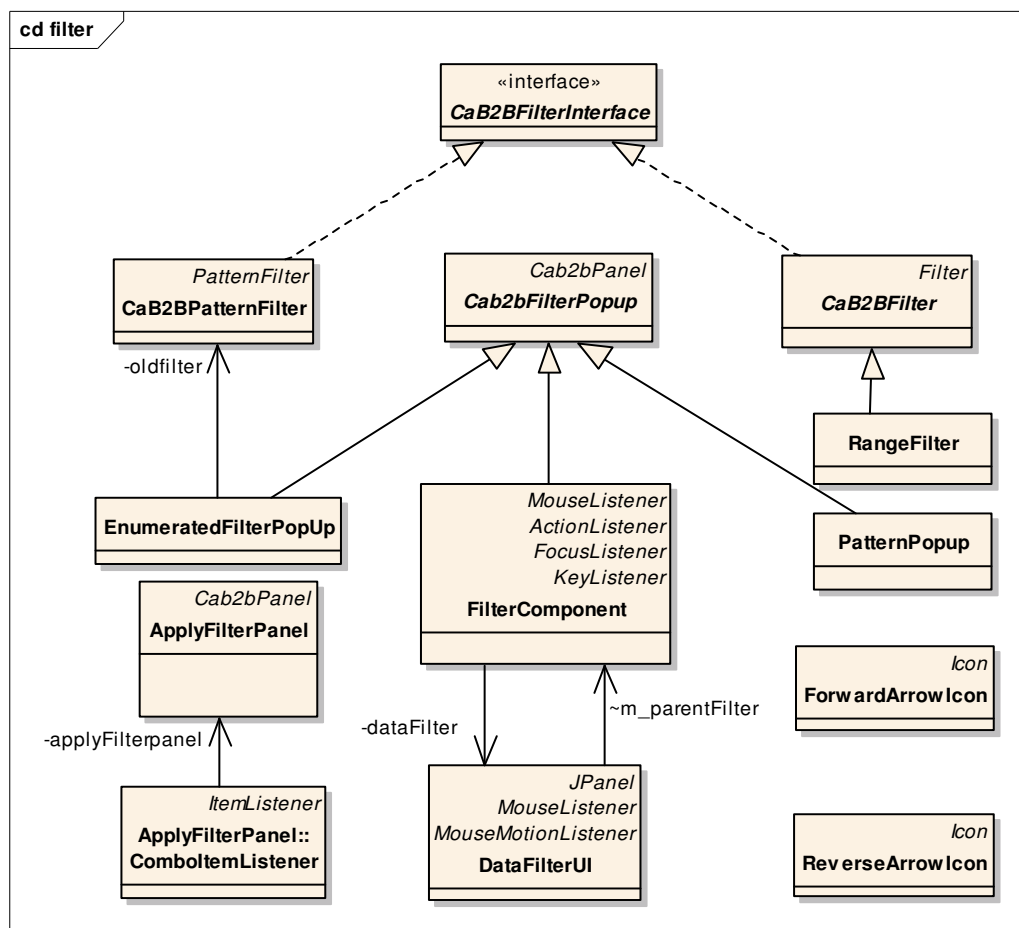 cd filter
«interface»
CaB2BFilterInterface
PatternFilter
CaB2BPatternFilter
Cab2bPanel
Cab2bFilterPopup
Filter
CaB2BFilter
-oldfilter
RangeFilter
EnumeratedFilterPopUp
MouseListener
ActionListener
FocusListener
KeyListener
FilterComponent
PatternPopup
Cab2bPanel
ApplyFilterPanel
Icon
ForwardArrowIcon
-applyFilterpanel
-dataFilter
~m_parentFilter
ItemListener
ApplyFilterPanel::
ComboItemListener
JPanel
MouseListener
MouseMotionListener
DataFilterUI
Icon
ReverseArrowIcon